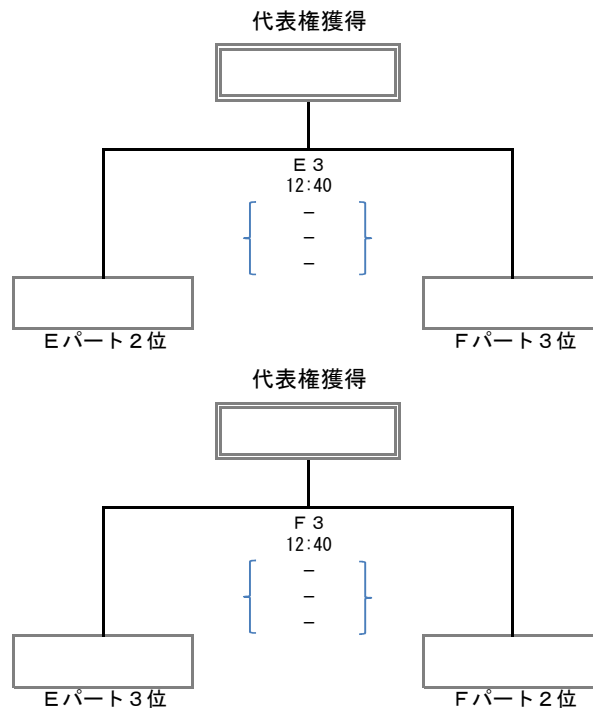 代表権獲得
Ｅ３
12:40
－
－
－
Ｅパート２位
Ｆパート３位
代表権獲得
Ｆ３
12:40
－
－
－
Ｅパート３位
Ｆパート２位